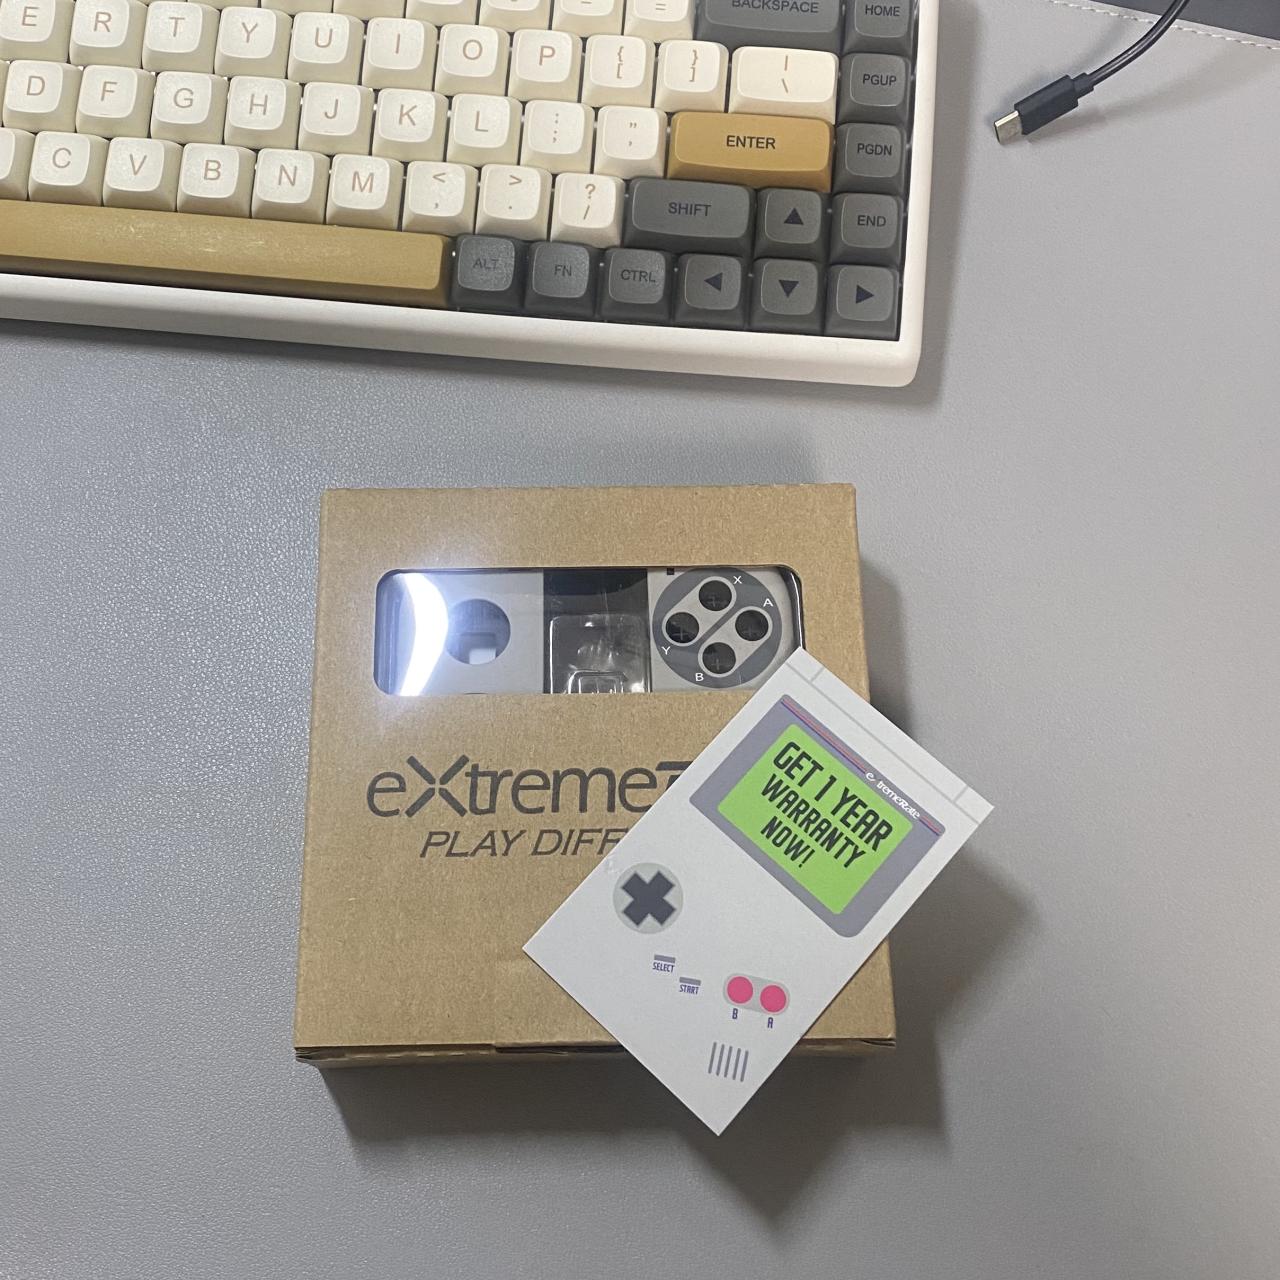 BACKSPACE HOME
E R T Y U I O P { [ } ] | \ PGUP
D F G H J K L : ; " , ENTER PGDN
C V B N M < , > . ? / SHIFT END
ALT FN CTRL
X
A
Y
B
eXtreme
PLAY DIFF
eXtremeRate
GET 1 YEAR
WARRANTY
NOW!
SELECT
START
B A